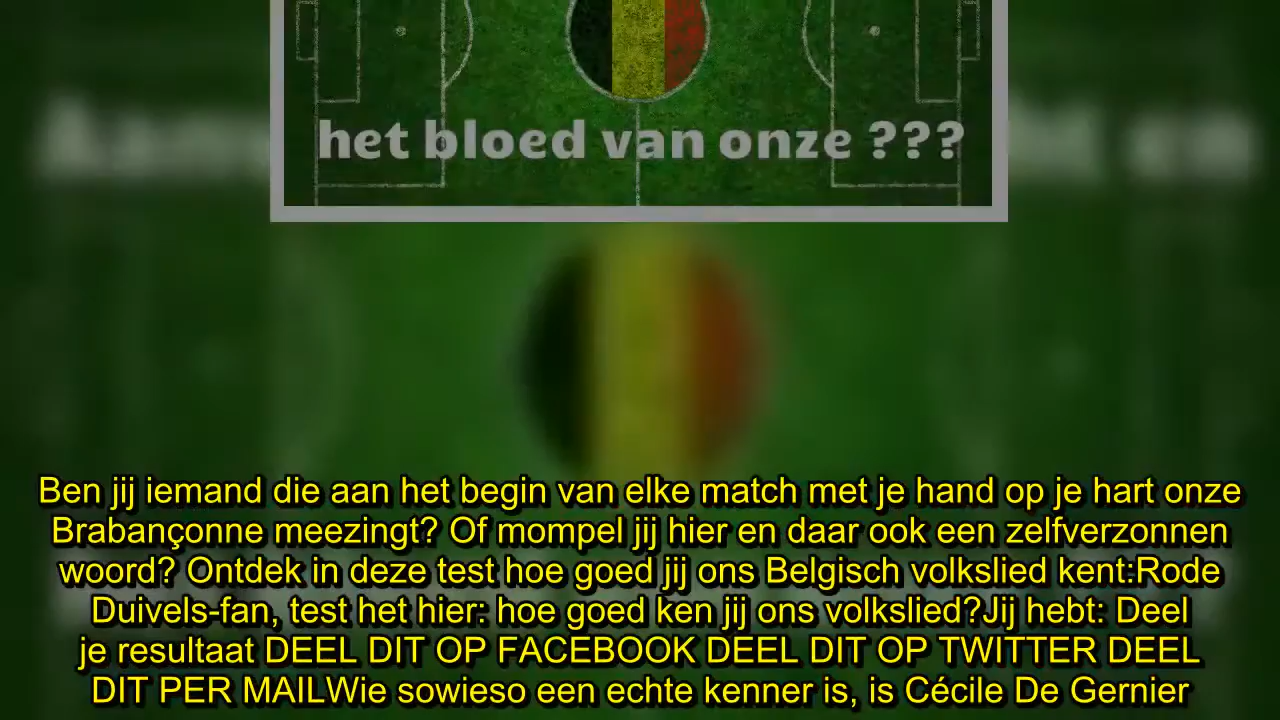 het bloed van onze ???
Ben jij iemand die aan het begin van elke match met je hand op je hart onze
Brabançonne meezingt? Of mompel jij hier en daar ook een zelfverzonnen
woord? Ontdek in deze test hoe goed jij ons Belgisch volkslied kent:Rode
Duivels-fan, test het hier: hoe goed ken jij ons volkslied?Jij hebt: Deel
je resultaat DEEL DIT OP FACEBOOK DEEL DIT OP TWITTER DEEL
DIT PER MAILWie sowieso een echte kenner is, is Cécile De Gernier